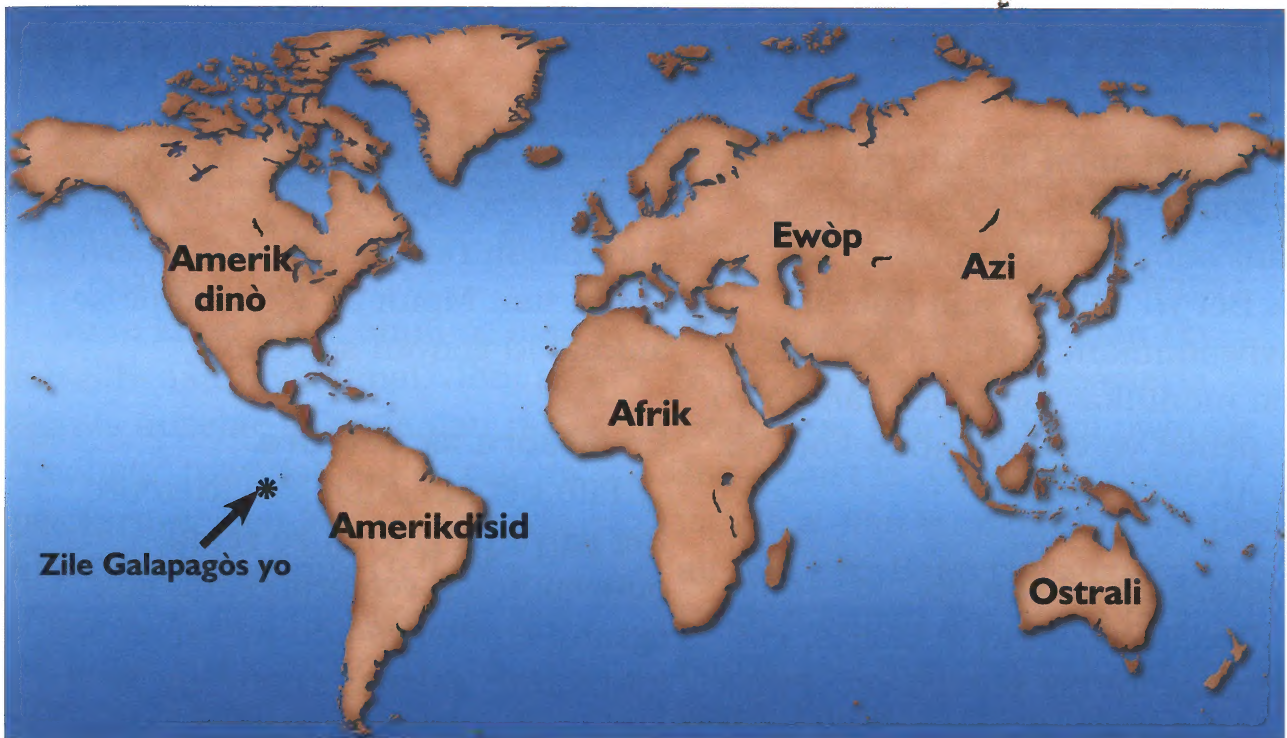 Amerik
dinò
Ewòp
Azi
Afrik
Amerikdisid
Zile Galapagòs yo
Ostrali